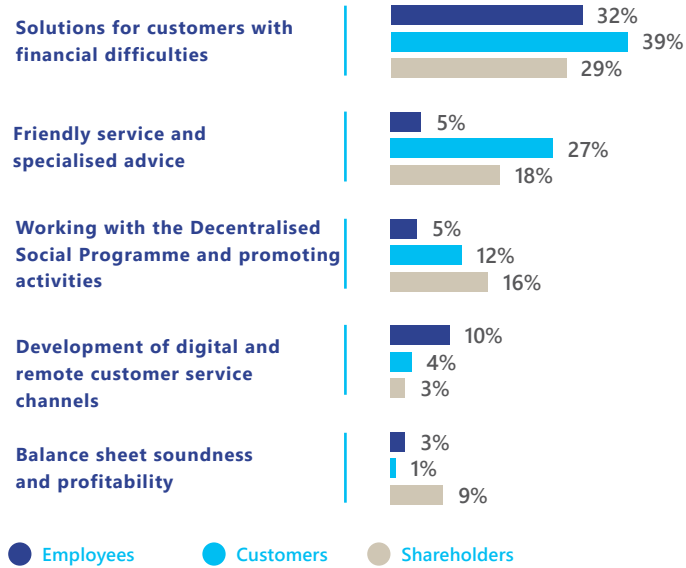 Solutions for customers with
financial difficulties
32%
39%
29%
Friendly service and
specialised advice
5%
27%
18%
Working with the Decentralised
Social Programme and promoting
activities
5%
12%
16%
Development of digital and
remote customer service
channels
10%
4%
3%
Balance sheet soundness
and profitability
3%
1%
9%
Employees
Customers
Shareholders